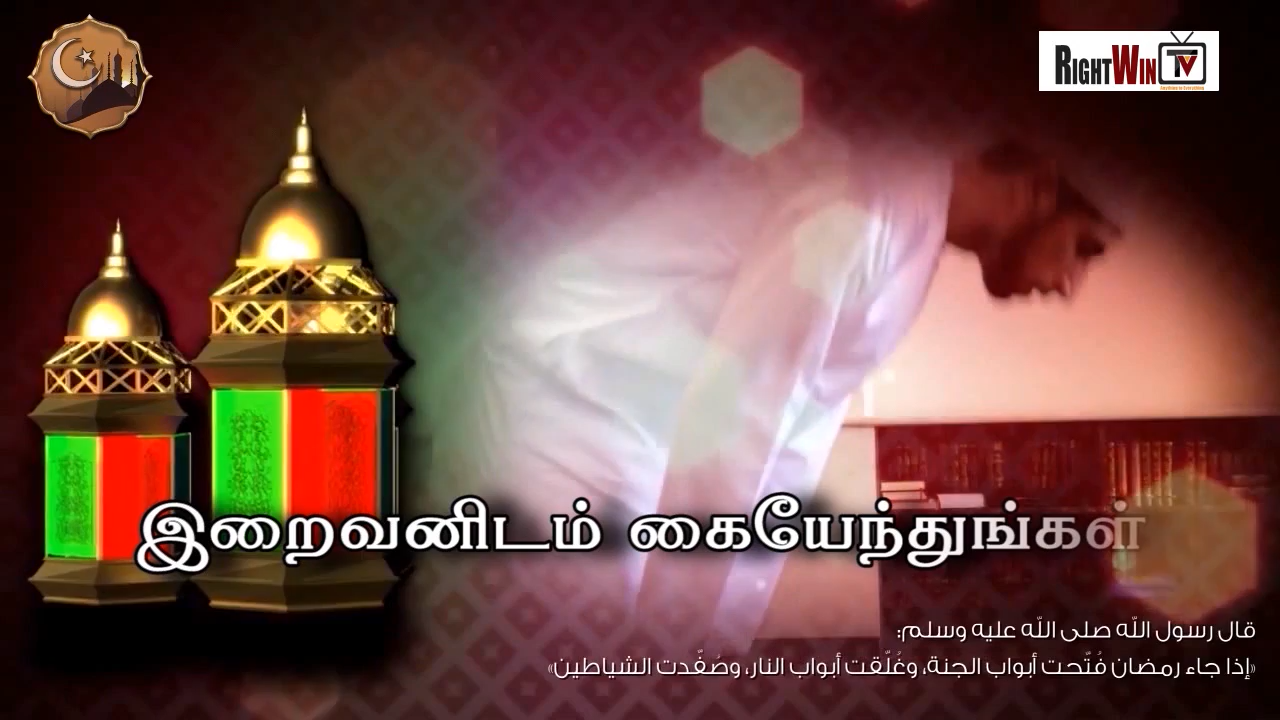 RIGHTWIN TV
இறைவனிடம் கையேந்துங்கள்
قال رسول الله صلى الله عليه وسلم:
«إذا جاء رمضان فُتّحت أبواب الجنة، وغُلّقت أبواب النار، وصُفّدت الشياطين»